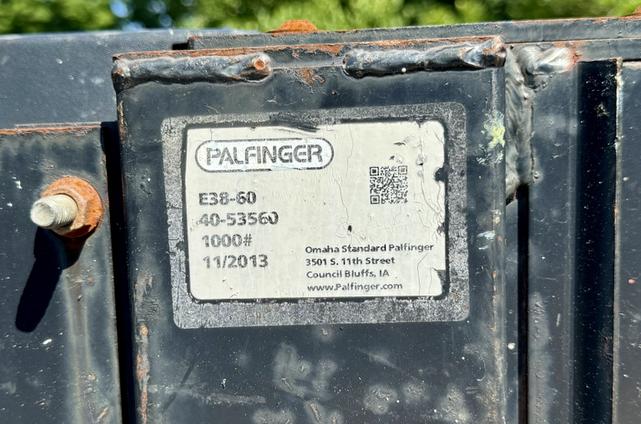 PALFINGER
E38-60
40-53560
1000#
11/2013
Omaha Standard Palfinger
3501 S. 11th Street
Council Bluffs, IA
www.Palfinger.com